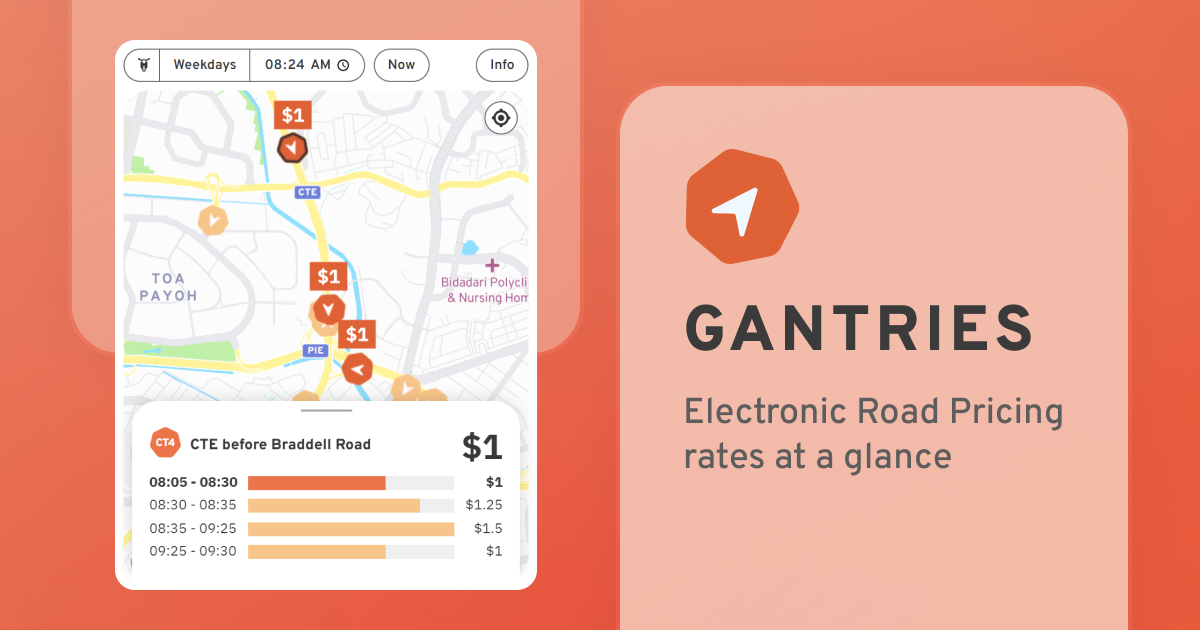 Weekdays
08:24 AM
Now
Info
$1
CTE
TOA
PAYOH
Bidadari Polycli
& Nursing Hom
$1
$1
PIE
CT4
CTE before Braddell Road
$1
08:05 - 08:30 $1
08:30 - 08:35 $1.25
08:35 - 09:25 $1.5
09:25 - 09:30 $1
GANTRIES
Electronic Road Pricing
rates at a glance